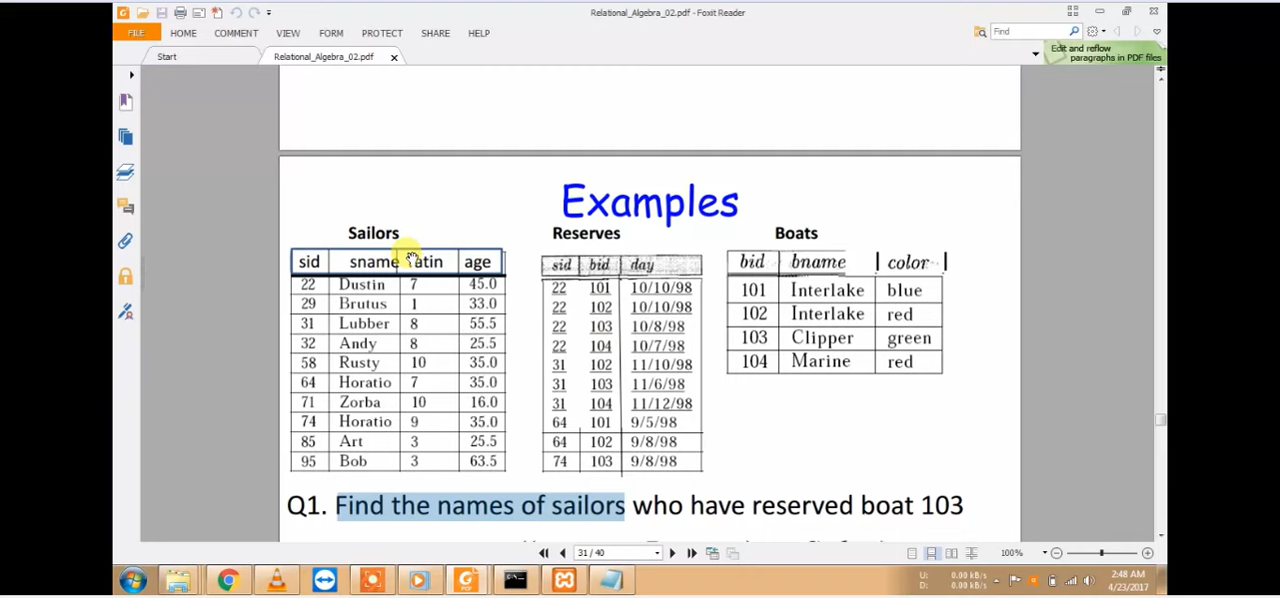 Relational_Algebra_02.pdf - Foxit Reader
FILE HOME COMMENT VIEW FORM PROTECT SHARE HELP
Find
Start Relational_Algebra_02.pdf
Edit and reflow
paragraphs in PDF files
Examples
Sailors
sid sname ratin age
22 Dustin 7 45.0
29 Brutus 1 33.0
31 Lubber 8 55.5
32 Andy 8 25.5
58 Rusty 10 35.0
64 Horatio 7 35.0
71 Zorba 10 16.0
74 Horatio 9 35.0
85 Art 3 25.5
95 Bob 3 63.5
Reserves
sid bid day
22 101 10/10/98
22 102 10/10/98
22 103 10/8/98
22 104 10/7/98
31 102 11/10/98
31 103 11/6/98
31 104 11/12/98
64 101 9/5/98
64 102 9/8/98
74 103 9/8/98
Boats
bid bname color
101 Interlake blue
102 Interlake red
103 Clipper green
104 Marine red
Q1. Find the names of sailors who have reserved boat 103
31 / 40
100%
U: 0.00 kB/s
D: 0.00 kB/s
2:48 AM
4/23/2017